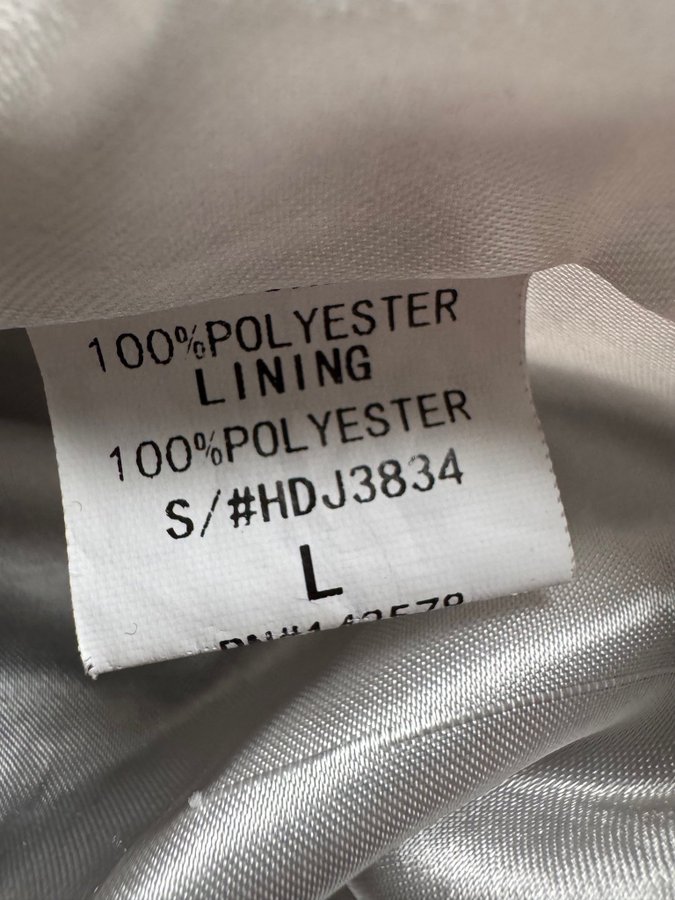 100%POLYESTER
LINING
100%POLYESTER
S/#HDJ3834
L